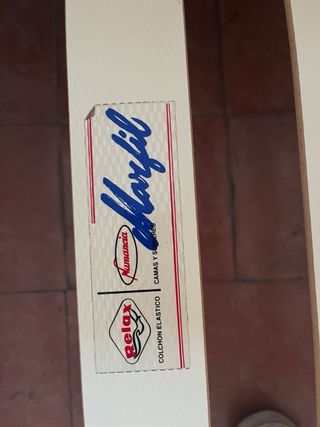 Marfil
Relax
Numancia
COLCHON ELASTICO
CAMAS Y